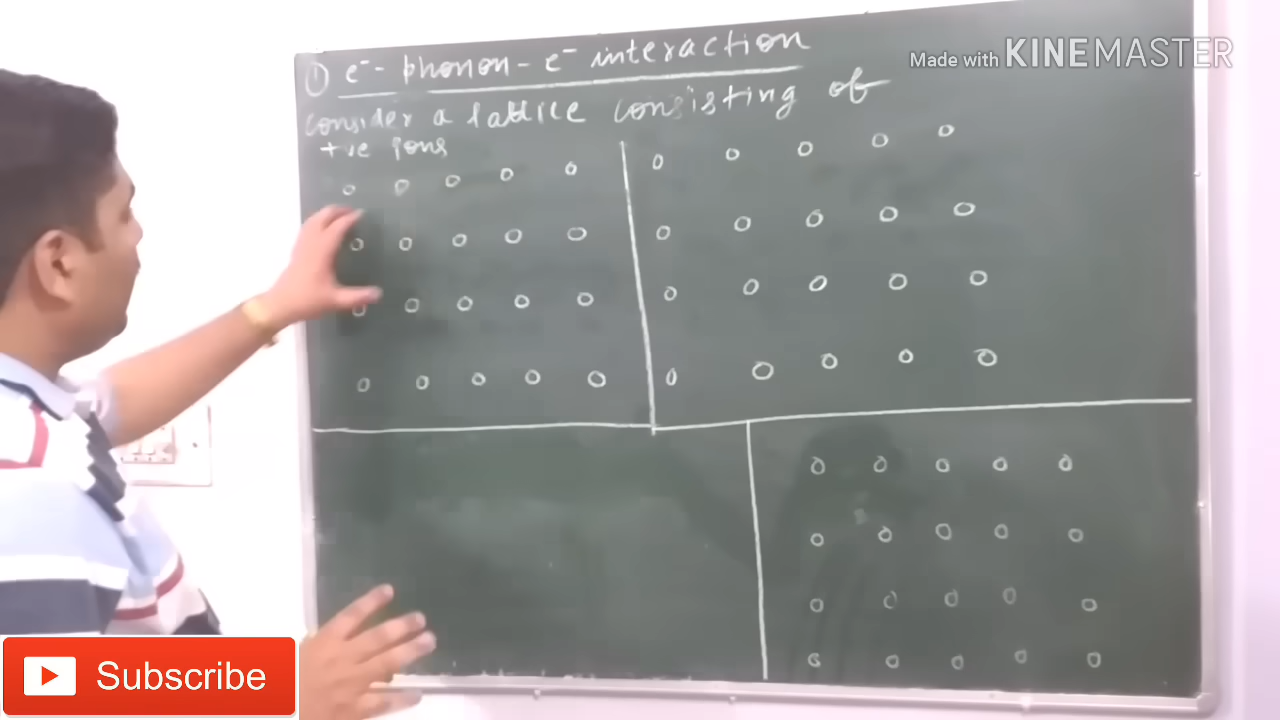 ① e⁻ - phonon - e⁻ interaction
Made with KINEMASTER
consider a lattice consisting of
+ve ions
Subscribe